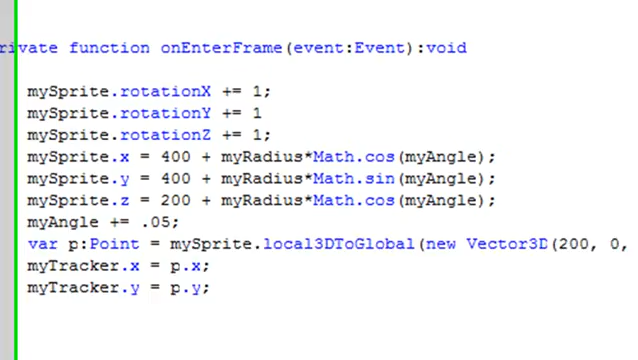 rivate function onEnterFrame(event:Event):void
mySprite.rotationX += 1;
mySprite.rotationY += 1
mySprite.rotationZ += 1;
mySprite.x = 400 + myRadius*Math.cos(myAngle);
mySprite.y = 400 + myRadius*Math.sin(myAngle);
mySprite.z = 200 + myRadius*Math.cos(myAngle);
myAngle += .05;
var p:Point = mySprite.local3DToGlobal(new Vector3D(200, 0,
myTracker.x = p.x;
myTracker.y = p.y;